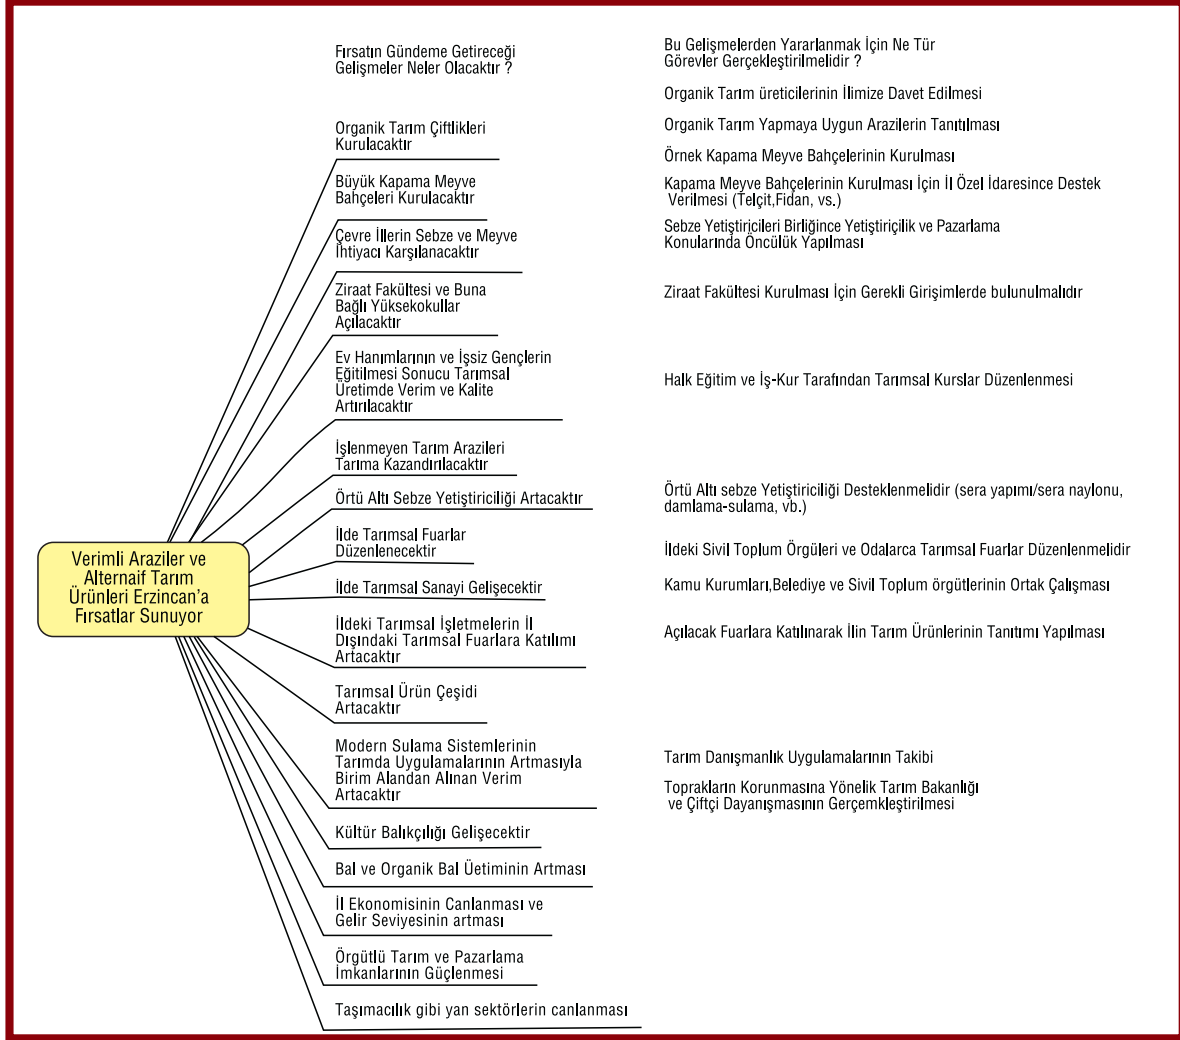 Fırsatın Gündeme Getireceği
Gelişmeler Neler Olacaktır ?
Bu Gelişmelerden Yararlanmak İçin Ne Tür
Görevler Gerçekleştirilmelidir ?
Organik Tarım üreticilerinin İlimize Davet Edilmesi
Organik Tarım Çiftlikleri
Kurulacaktır
Organik Tarım Yapmaya Uygun Arazilerin Tanıtılması
Örnek Kapama Meyve Bahçelerinin Kurulması
Büyük Kapama Meyve
Bahçeleri Kurulacaktır
Kapama Meyve Bahçelerinin Kurulması İçin İl Özel İdaresince Destek
Verilmesi (Telçit,Fidan, vs.)
Çevre İllerin Sebze ve Meyve
İhtiyacı Karşılanacaktır
Sebze Yetiştiricileri Birliğince Yetiştiriçilik ve Pazarlama
Konularında Öncülük Yapılması
Ziraat Fakültesi ve Buna
Bağlı Yüksekokullar
Açılacaktır
Ziraat Fakültesi Kurulması İçin Gerekli Girişimlerde bulunulmalıdır
Ev Hanımlarının ve İşsiz Gençlerin
Eğitilmesi Sonucu Tarımsal
Üretimde Verim ve Kalite
Artırılacaktır
Halk Eğitim ve İş-Kur Tarafından Tarımsal Kurslar Düzenlenmesi
İşlenmeyen Tarım Arazileri
Tarıma Kazandırılacaktır
Örtü Altı Sebze Yetiştiriciliği Artacaktır
Örtü Altı sebze Yetiştiriciliği Desteklenmelidir (sera yapımı/sera naylonu,
damlama-sulama, vb.)
İlde Tarımsal Fuarlar
Düzenlenecektir
İldeki Sivil Toplum Örgüleri ve Odalarca Tarımsal Fuarlar Düzenlenmelidir
Verimli Araziler ve
Alternaif Tarım
Ürünleri Erzincan'a
Fırsatlar Sunuyor
İlde Tarımsal Sanayi Gelişecektir
Kamu Kurumları,Belediye ve Sivil Toplum örgütlerinin Ortak Çalışması
İldeki Tarımsal İşletmelerin İl
Dışındaki Tarımsal Fuarlara Katılımı
Artacaktır
Açılacak Fuarlara Katılınarak İlin Tarım Ürünlerinin Tanıtımı Yapılması
Tarımsal Ürün Çeşidi
Artacaktır
Modern Sulama Sistemlerinin
Tarımda Uygulamalarının Artmasıyla
Birim Alandan Alınan Verim
Artacaktır
Tarım Danışmanlık Uygulamalarının Takibi
Toprakların Korunmasına Yönelik Tarım Bakanlığı
ve Çiftçi Dayanışmasının Gerçemkleştirilmesi
Kültür Balıkçılığı Gelişecektir
Bal ve Organik Bal Üetiminin Artması
İl Ekonomisinin Canlanması ve
Gelir Seviyesinin artması
Örgütlü Tarım ve Pazarlama
İmkanlarının Güçlenmesi
Taşımacılık gibi yan sektörlerin canlanması